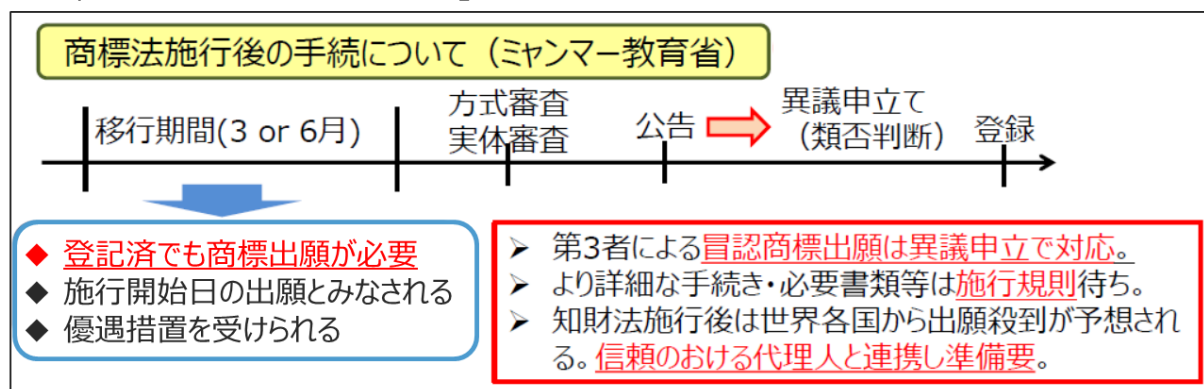 商標法施行後の手続について（ミャンマー教育省）
移行期間(3 or 6月)
方式審査
実体審査
公告
異議申立て
（類否判断）
登録
◆ 登記済でも商標出願が必要
◆ 施行開始日の出願とみなされる
◆ 優遇措置を受けられる
➢ 第3者による冒認商標出願は異議申立で対応。
➢ より詳細な手続き・必要書類等は施行規則待ち。
➢ 知財法施行後は世界各国から出願殺到が予想され
る。信頼のおける代理人と連携し準備要。